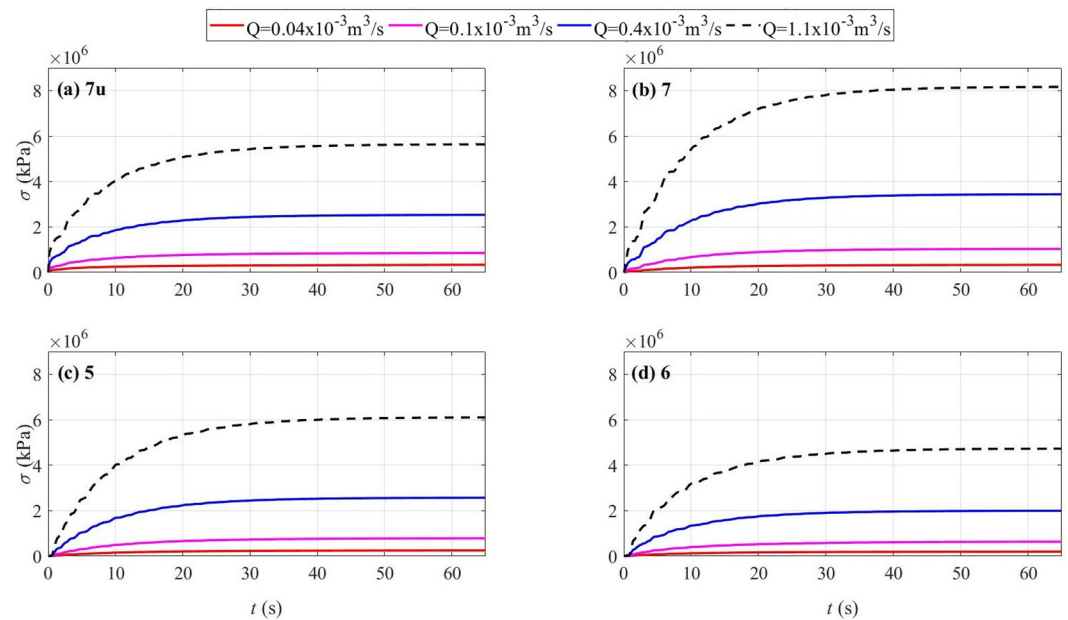 Q=0.04x10⁻³m³/s Q=0.1x10⁻³m³/s Q=0.4x10⁻³m³/s Q=1.1x10⁻³m³/s
×10⁶ ×10⁶
(a) 7u (b) 7
8 8
6 6
σ (kPa)
4 4
2 2
0 0
0 10 20 30 40 50 60 0 10 20 30 40 50 60
×10⁶ ×10⁶
(c) 5 (d) 6
8 8
6 6
σ (kPa)
4 4
2 2
0 0
0 10 20 30 40 50 60 0 10 20 30 40 50 60
t (s) t (s)